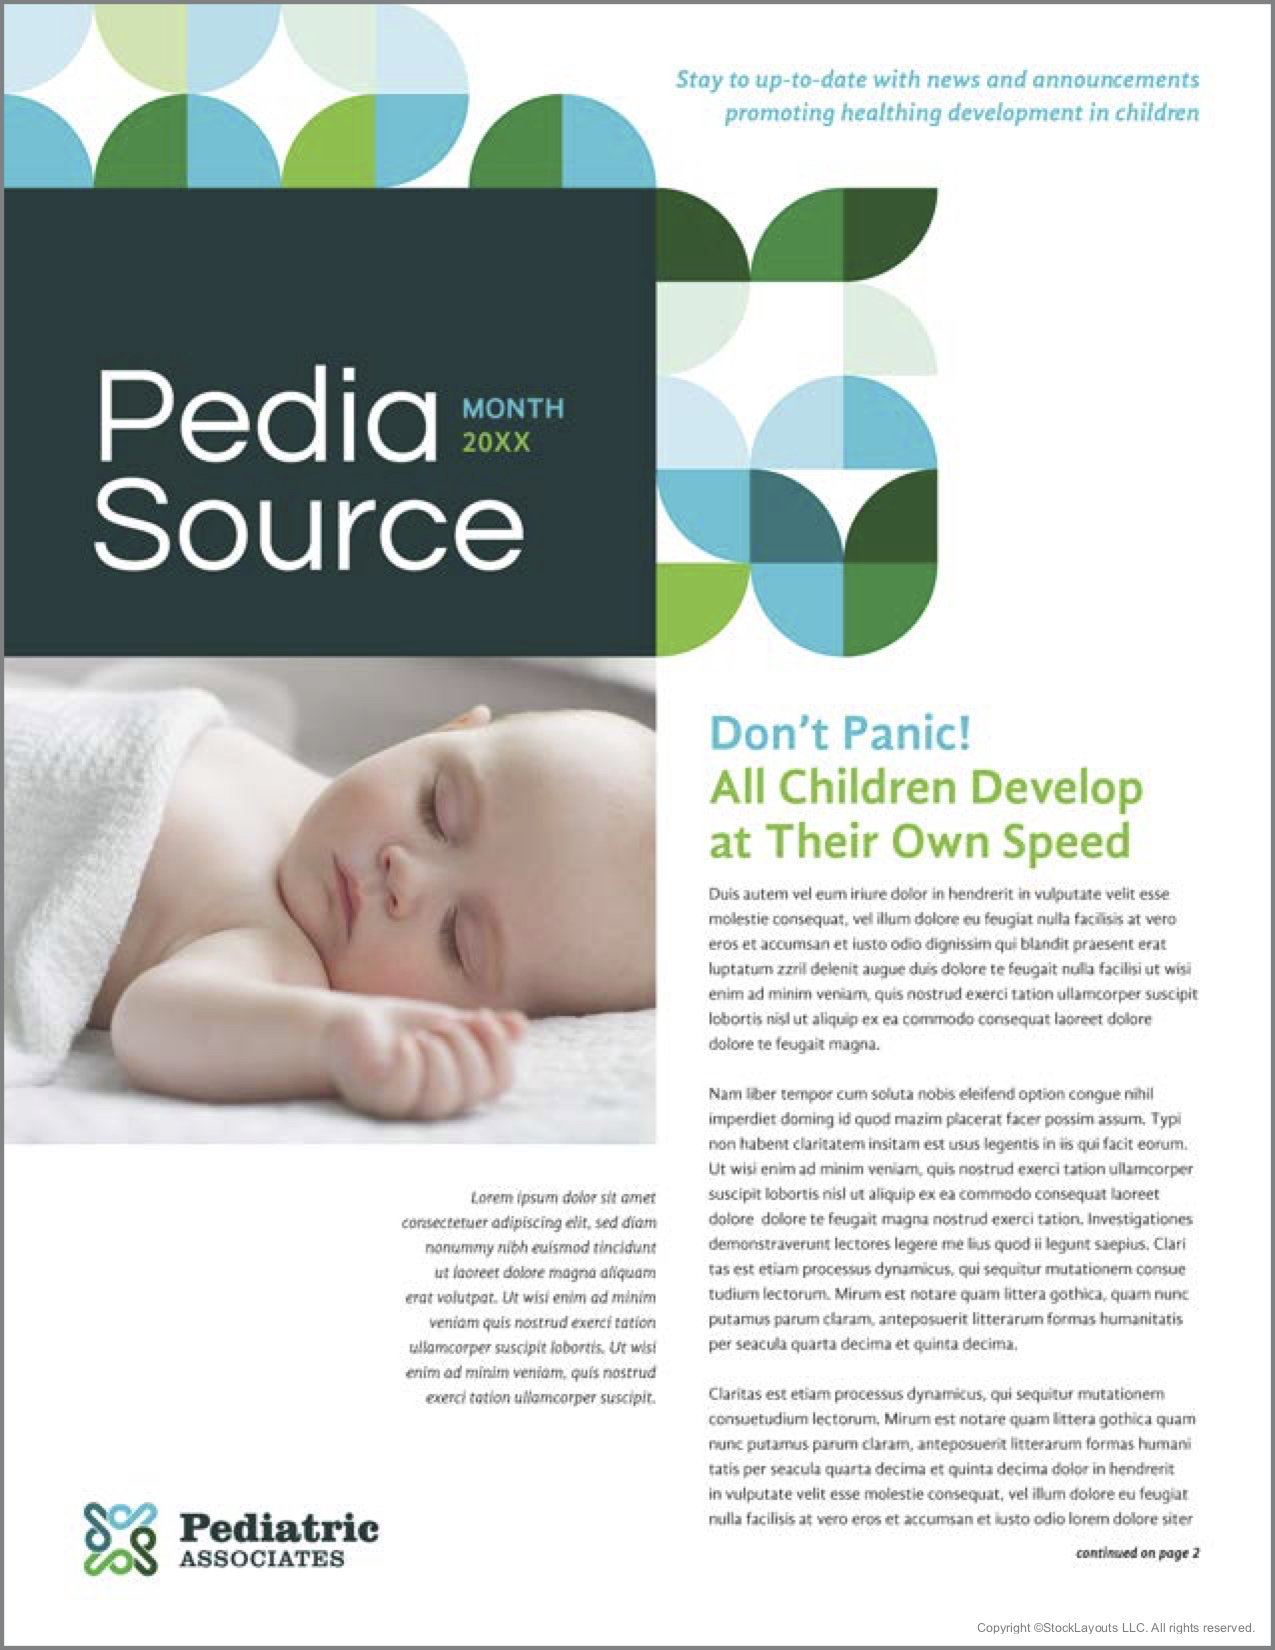 Stay to up-to-date with news and announcements
promoting healthing development in children
Pedia
MONTH
20XX
Source
Don't Panic!
All Children Develop
at Their Own Speed
Duis autem vel eum iriure dolor in hendrerit in vulputate velit esse
molestie consequat, vel illum dolore eu feugiat nulla facilisis at vero
eros et accumsan et iusto odio dignissim qui blandit praesent erat
luptatum zzril delenit augue duis dolore te feugait nulla facilisi ut wisi
enim ad minim veniam, quis nostrud exerci tation ullamcorper suscipit
lobortis nisl ut aliquip ex ea commodo consequat laoreet dolore
dolore te feugait magna.
Nam liber tempor cum soluta nobis eleifend option congue nihil
imperdiet doming id quod mazim placerat facer possim assum. Typi
non habent claritatem insitam est usus legentis in iis qui facit eorum.
Ut wisi enim ad minim veniam, quis nostrud exerci tation ullamcorper
suscipit lobortis nisl ut aliquip ex ea commodo consequat laoreet
dolore dolore te feugait magna nostrud exerci tation. Investigationes
demonstraverunt lectores legere me lius quod ii legunt saepius. Clari
tas est etiam processus dynamicus, qui sequitur mutationem consue
tudium lectorum. Mirum est notare quam littera gothica, quam nunc
putamus parum claram, anteposuerit litterarum formas humanitatis
per seacula quarta decima et quinta decima.
Claritas est etiam processus dynamicus, qui sequitur mutationem
consuetudium lectorum. Mirum est notare quam littera gothica quam
nunc putamus parum claram, anteposuerit litterarum formas humani
tatis per seacula quarta decima et quinta decima dolor in hendrerit
in vulputate velit esse molestie consequat, vel illum dolore eu feugiat
nulla facilisis at vero eros et accumsan et iusto odio lorem dolore siter
continued on page 2
Lorem ipsum dolor sit amet
consectetuer adipiscing elit, sed diam
nonummy nibh euismod tincidunt
ut laoreet dolore magna aliquam
erat volutpat. Ut wisi enim ad minim
veniam quis nostrud exerci tation
ullamcorper suscipit lobortis. Ut wisi
enim ad minim veniam, quis nostrud
exerci tation ullamcorper suscipit.
Pediatric
ASSOCIATES
Copyright ©StockLayouts LLC. All rights reserved.